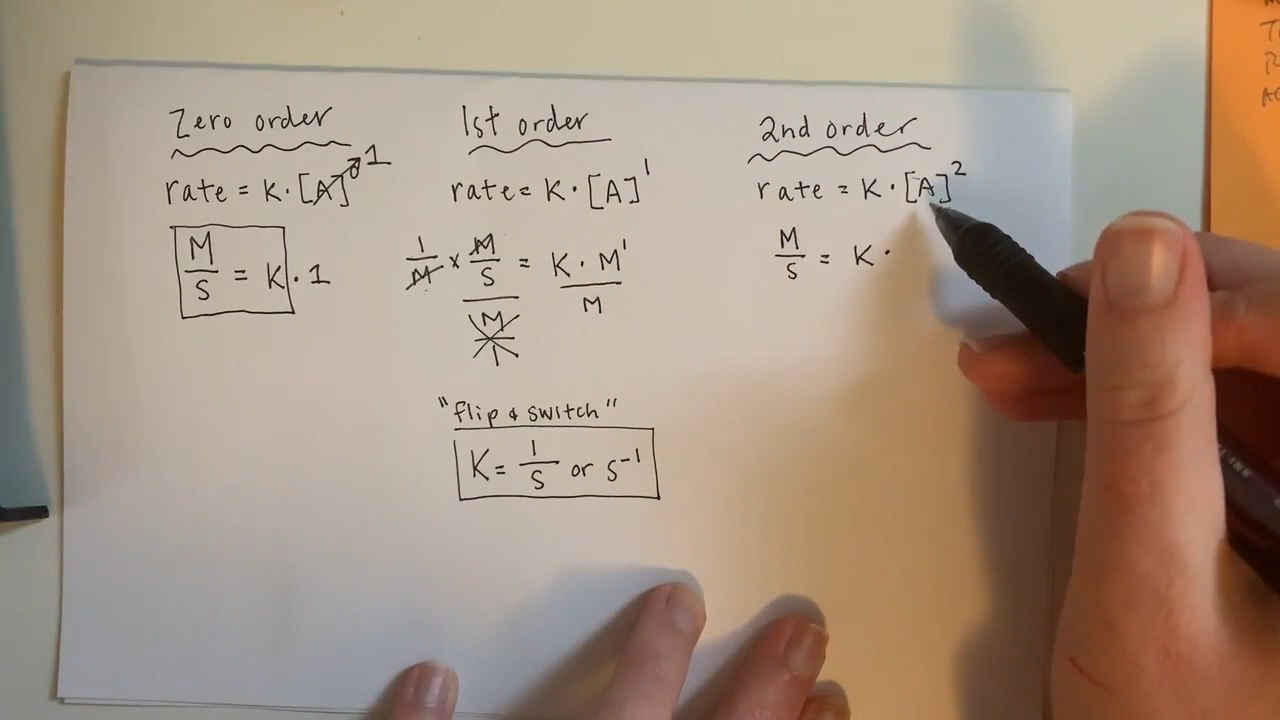 Zero order
rate = K · [A]⁰ 1
M/S = K · 1
1st order
rate = K · [A]¹
1/M × M/S = K · M¹
M/1 M
"flip & switch"
K = 1/S or S⁻¹
2nd order
rate = K · [A]²
M/S = K ·